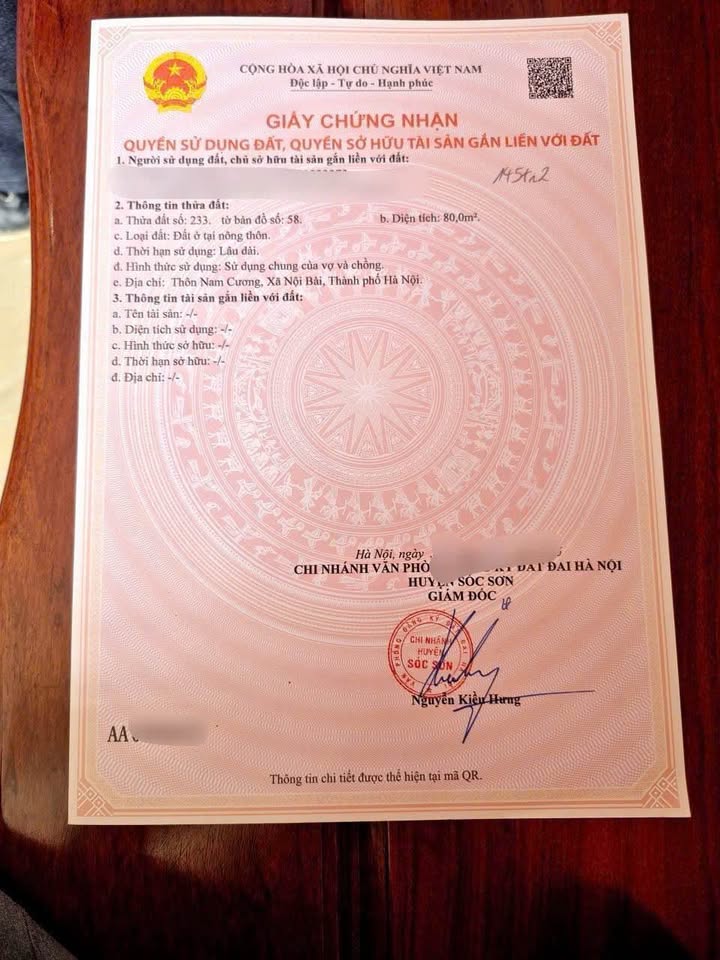 CỘNG HÒA XÃ HỘI CHỦ NGHĨA VIỆT NAM
Độc lập - Tự do - Hạnh phúc
GIẤY CHỨNG NHẬN
QUYỀN SỬ DỤNG ĐẤT, QUYỀN SỞ HỮU TÀI SẢN GẮN LIỀN VỚI ĐẤT
1. Người sử dụng đất, chủ sở hữu tài sản gắn liền với đất:
2. Thông tin thửa đất:
a. Thửa đất số: 233. tờ bản đồ số: 58. b. Diện tích: 80,0m².
c. Loại đất: Đất ở tại nông thôn.
d. Thời hạn sử dụng: Lâu dài.
đ. Hình thức sử dụng: Sử dụng chung của vợ và chồng.
e. Địa chỉ: Thôn Nam Cương, Xã Nội Bài, Thành phố Hà Nội.
3. Thông tin tài sản gắn liền với đất:
a. Tên tài sản: -/-
b. Diện tích sử dụng: -/-
c. Hình thức sở hữu: -/-
d. Thời hạn sở hữu: -/-
đ. Địa chỉ: -/-
Hà Nội, ngày
CHI NHÁNH VĂN ĐẤT ĐAI HÀ NỘI
HUYỆN SÓC SƠN
GIÁM ĐỐC
CHI NHÁNH
HUYỆN
SÓC SƠN
Nguyễn Kiều Hưng
AA
Thông tin chi tiết được thể hiện tại mã QR.